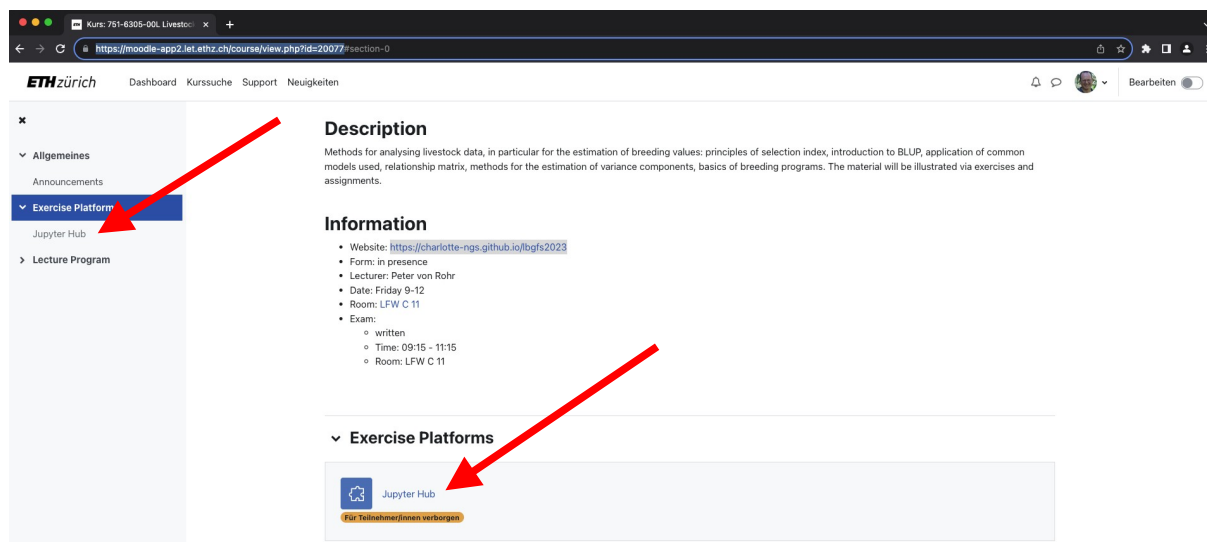 Kurs: 751-6305-00L Livestoc
https://moodle-app2.let.ethz.ch/course/view.php?id=20077#section-0
ETH zürich Dashboard Kurssuche Support Neuigkeiten Bearbeiten
Allgemeines
Announcements
Exercise Platform
Jupyter Hub
Lecture Program
Description
Methods for analysing livestock data, in particular for the estimation of breeding values: principles of selection index, introduction to BLUP, application of common
models used, relationship matrix, methods for the estimation of variance components, basics of breeding programs. The material will be illustrated via exercises and
assignments.
Information
• Website: https://charlotte-ngs.github.io/lbgfs2023
• Form: in presence
• Lecturer: Peter von Rohr
• Date: Friday 9-12
• Room: LFW C 11
• Exam:
◦ written
◦ Time: 09:15 - 11:15
◦ Room: LFW C 11
Exercise Platforms
Jupyter Hub
Für Teilnehmer/innen verborgen